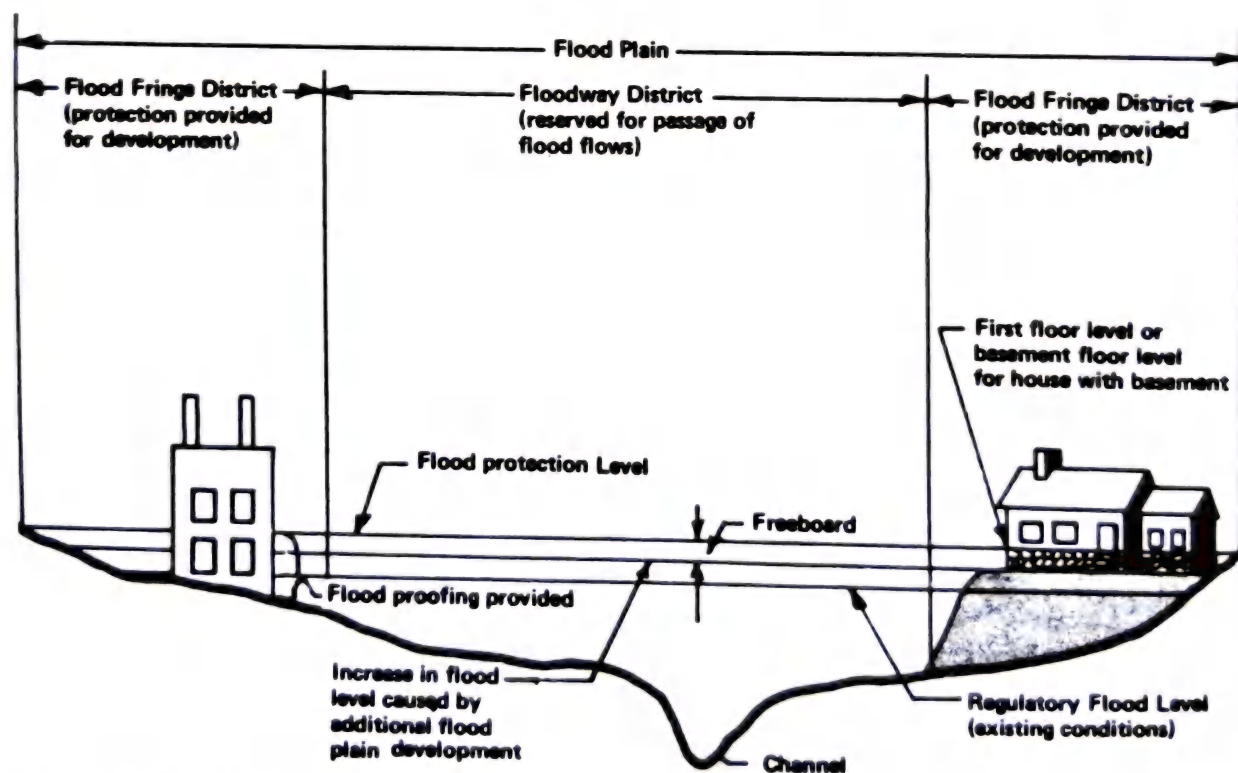 Flood Plain
Flood Fringe District
(protection provided
for development)
Floodway District
(reserved for passage of
flood flows)
Flood Fringe District
(protection provided
for development)
First floor level or
basement floor level
for house with basement
Flood protection Level
Freeboard
Flood proofing provided
Increase in flood
level caused by
additional flood
plain development
Regulatory Flood Level
(existing conditions)
Channel